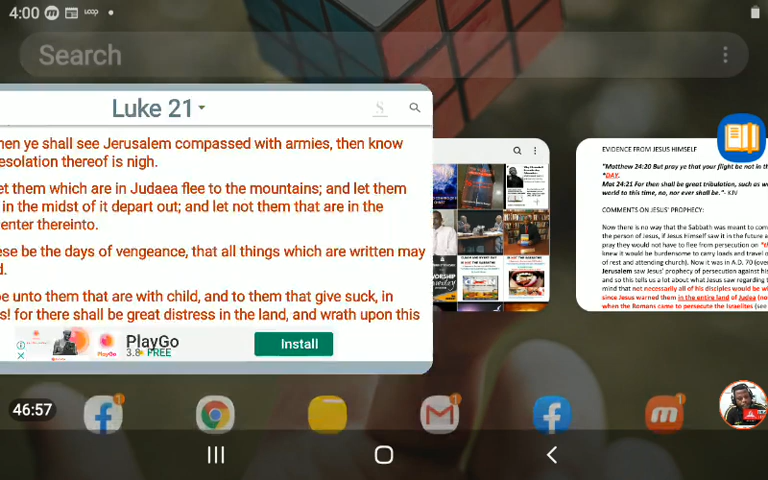 4:00
LOOP
Search
Luke 21
hen ye shall see Jerusalem compassed with armies, then know
esolation thereof is nigh.
et them which are in Judaea flee to the mountains; and let them
in the midst of it depart out; and let not them that are in the
enter thereinto.
ese be the days of vengeance, that all things which are written may
d.
oe unto them that are with child, and to them that give suck, in
s! for there shall be great distress in the land, and wrath upon this
PlayGo
3.8 FREE
PlayGo
Install
EVIDENCE FROM JESUS HIMSELF
"Matthew 24:20 But pray ye that your flight be not in th
"DAY.
Mat 24:21 For then shall be great tribulation, such as w
world to this time, no, nor ever shall be."- KJV
COMMENTS ON JESUS' PROPHECY:
Now there is no way that the Sabbath was meant to com
the person of Jesus, if Jesus Himself saw it in the future a
pray they would not have to flee from persecution on "th
knew it would be burdensome to carry loads and travel o
of rest and attending church). Now it was in A.D. 70 (over
Jerusalem saw Jesus' prophecy of persecution against his
and so this tells us a lot about what Jesus saw regarding t
mind that not necessarily all of his disciples would be wi
since Jesus warned them in the entire land of Judea (no
when the Romans came to persecute the Israelites (see
46:57